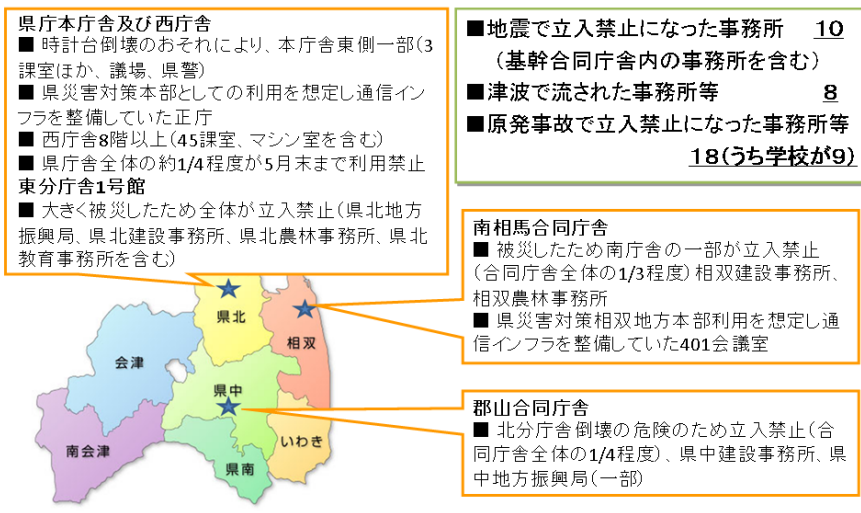 県庁本庁舎及び西庁舎
■ 時計台倒壊のおそれにより、本庁舎東側一部(3
課室ほか、議場、県警)
■ 県災害対策本部としての利用を想定し通信イン
フラを整備していた正庁
■ 西庁舎8階以上(45課室、マシン室を含む)
■ 県庁舎全体の約1/4程度が5月末まで利用禁止
東分庁舎1号館
■ 大きく被災したため全体が立入禁止(県北地方
振興局、県北建設事務所、県北農林事務所、県北
教育事務所を含む)
■地震で立入禁止になった事務所 10
(基幹合同庁舎内の事務所を含む)
■津波で流された事務所等 8
■原発事故で立入禁止になった事務所等
18(うち学校が9)
南相馬合同庁舎
■ 被災したため南庁舎の一部が立入禁止
(合同庁舎全体の1/3程度)相双建設事務所、
相双農林事務所
■ 県災害対策相双地方本部利用を想定し通
信インフラを整備していた401会議室
郡山合同庁舎
■ 北分庁舎倒壊の危険のため立入禁止(合
同庁舎全体の1/4程度)、県中建設事務所、県
中地方振興局(一部)
県北
相双
会津
県中
いわき
南会津
県南